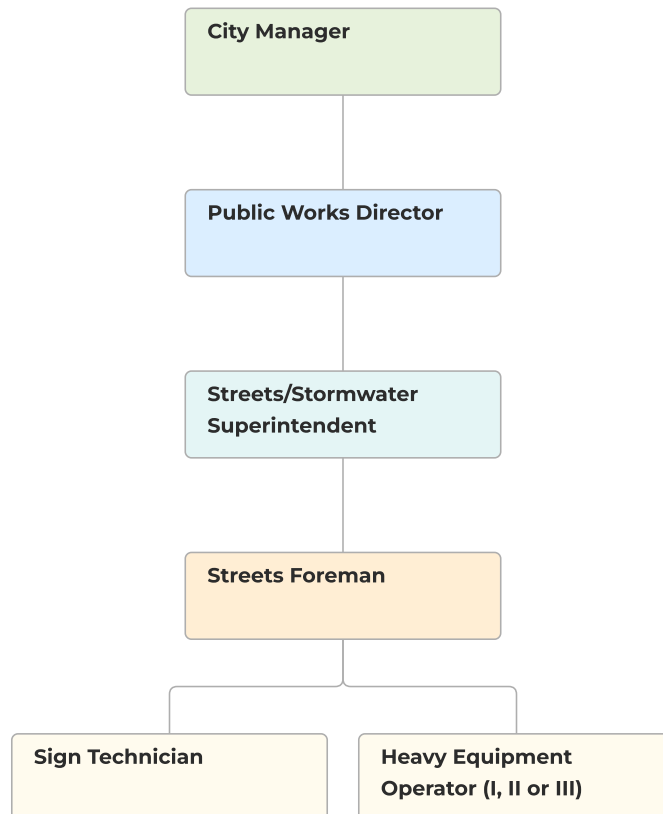 City Manager
Public Works Director
Streets/Stormwater
Superintendent
Streets Foreman
Sign Technician
Heavy Equipment
Operator (I, II or III)